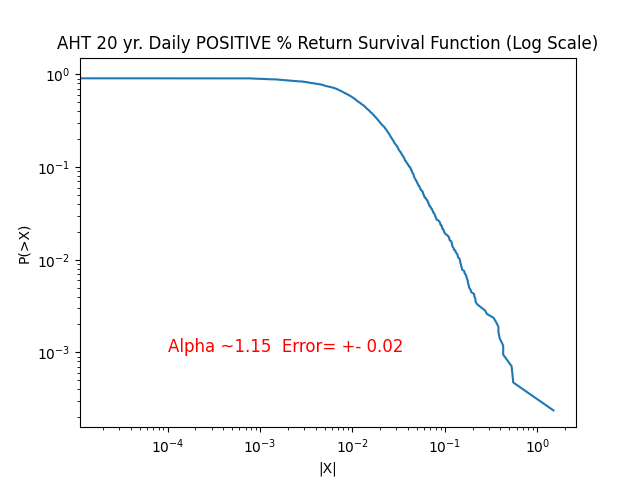 AHT 20 yr. Daily POSITIVE % Return Survival Function (Log Scale)
10⁰
10⁻¹
10⁻²
10⁻³
P(>X)
Alpha ~1.15  Error= +- 0.02
10⁻⁴ 10⁻³ 10⁻² 10⁻¹ 10⁰
|X|